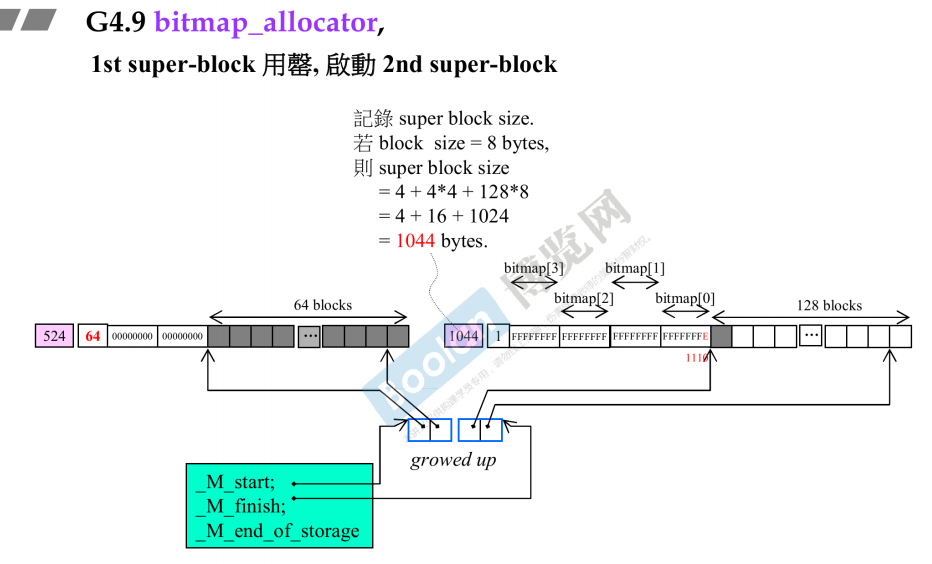 G4.9 bitmap_allocator,
1st super-block 用罄, 啟動 2nd super-block
記錄 super block size.
若 block size = 8 bytes,
則 super block size
= 4 + 4*4 + 128*8
= 4 + 16 + 1024
= 1044 bytes.
bitmap[3] bitmap[1]
64 blocks bitmap[2] bitmap[0] 128 blocks
524 64 00000000 00000000 ... 1044 1 FFFFFFFF FFFFFFFF FFFFFFFF FFFFFFFE ...
1110
Boolan 博览网
growed up
_M_start;
_M_finish;
_M_end_of_storage